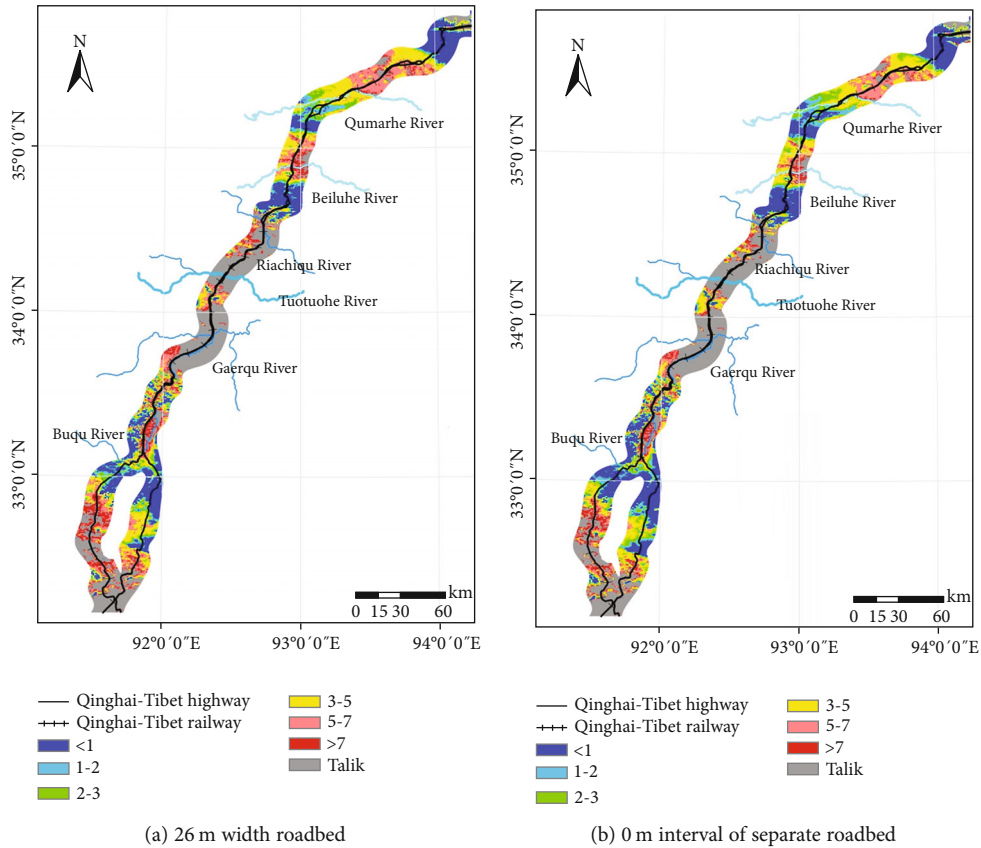 N
Qumarhe River
35°0′0″N
Beiluhe River
Riachiqu River
Tuotuohe River
34°0′0″N
Gaerqu River
Buqu River
33°0′0″N
km
0 15 30 60
92°0′0″E 93°0′0″E 94°0′0″E
Qinghai-Tibet highway
Qinghai-Tibet railway
<1
1-2
2-3
3-5
5-7
>7
Talik
(a) 26 m width roadbed
N
Qumarhe River
35°0′0″N
Beiluhe River
Riachiqu River
Tuotuohe River
34°0′0″N
Gaerqu River
Buqu River
33°0′0″N
km
0 15 30 60
92°0′0″E 93°0′0″E 94°0′0″E
Qinghai-Tibet highway
Qinghai-Tibet railway
<1
1-2
2-3
3-5
5-7
>7
Talik
(b) 0 m interval of separate roadbed